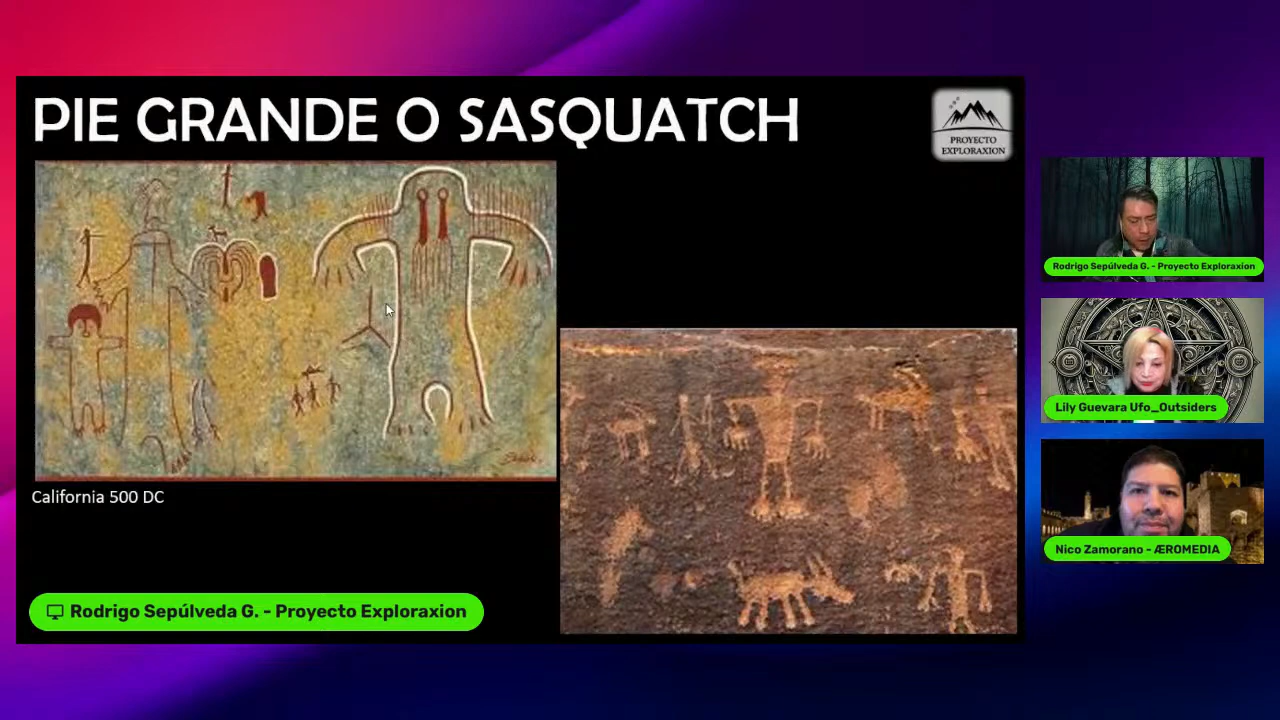 PIE GRANDE O SASQUATCH
PROYECTO
EXPLORAXION
California 500 DC
Rodrigo Sepúlveda G. - Proyecto Exploraxion
Rodrigo Sepúlveda G. - Proyecto Exploraxion
Lily Guevara Ufo_Outsiders
Nico Zamorano - ÆROMEDIA